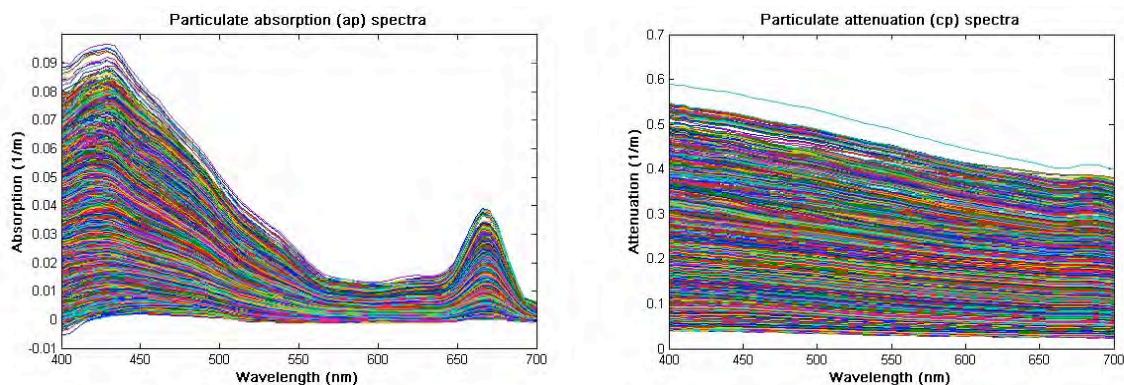 Particulate absorption (ap) spectra
0.09
0.08
0.07
0.06
0.05
0.04
0.03
0.02
0.01
0
-0.01
Absorption (1/m)
400 450 500 550 600 650 700
Wavelength (nm)
Particulate attenuation (cp) spectra
0.7
0.6
0.5
0.4
0.3
0.2
0.1
0
Attenuation (1/m)
400 450 500 550 600 650 700
Wavelength (nm)